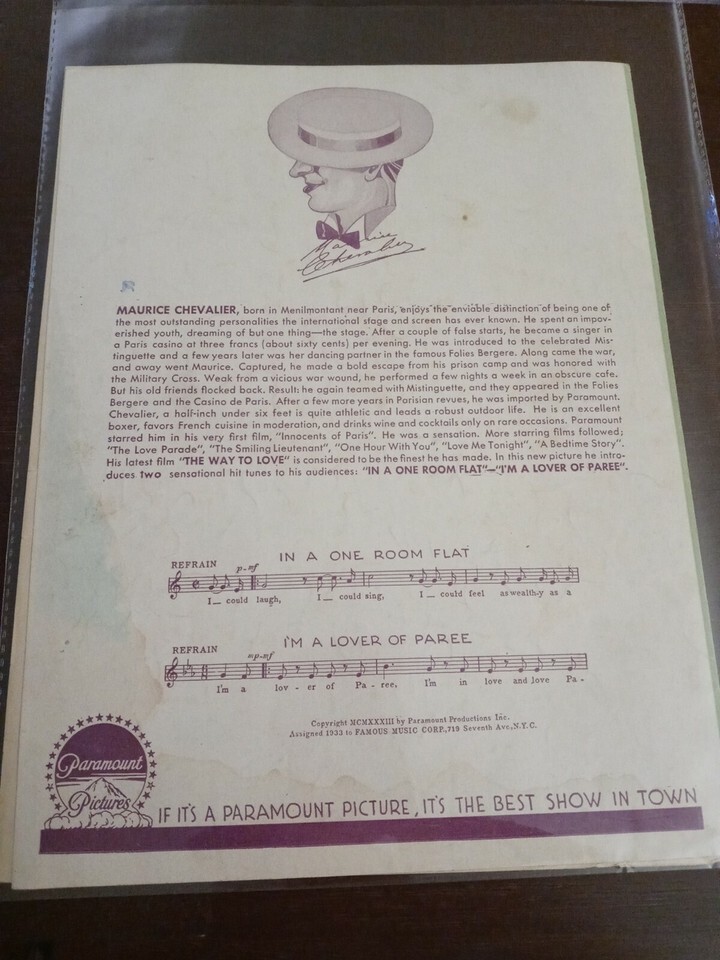 Maurice
Chevalier
MAURICE CHEVALIER, born in Menilmontant near Paris, enjoys the enviable distinction of being one of
the most outstanding personalities the international stage and screen has ever known. He spent an impov-
erished youth, dreaming of but one thing—the stage. After a couple of false starts, he became a singer in
a Paris casino at three francs (about sixty cents) per evening. He was introduced to the celebrated Mis-
tinguette and a few years later was her dancing partner in the famous Folies Bergere. Along came the war,
and away went Maurice. Captured, he made a bold escape from his prison camp and was honored with
the Military Cross. Weak from a vicious war wound, he performed a few nights a week in an obscure cafe.
But his old friends flocked back. Result: he again teamed with Mistinguette, and they appeared in the Folies
Bergere and the Casino de Paris. After a few more years in Parisian revues, he was imported by Paramount.
Chevalier, a half-inch under six feet is quite athletic and leads a robust outdoor life. He is an excellent
boxer, favors French cuisine in moderation, and drinks wine and cocktails only on rare occasions. Paramount
starred him in his very first film, "Innocents of Paris". He was a sensation. More starring films followed;
"The Love Parade", "The Smiling Lieutenant", "One Hour With You", "Love Me Tonight", "A Bedtime Story".
His latest film "THE WAY TO LOVE" is considered to be the finest he has made. In this new picture he intro-
duces two sensational hit tunes to his audiences: "IN A ONE ROOM FLAT"—"I'M A LOVER OF PAREE".
IN A ONE ROOM FLAT
REFRAIN p-mf
I__ could laugh, I__ could sing, I__ could feel as wealth-y as a
I'M A LOVER OF PAREE
REFRAIN mp-mf
I'm a lov - er of Pa - ree, I'm in love and love Pa -
Copyright MCMXXXIII by Paramount Productions Inc.
Assigned 1933 to FAMOUS MUSIC CORP., 719 Seventh Ave., N.Y.C.
Paramount
Pictures
IF IT'S A PARAMOUNT PICTURE, IT'S THE BEST SHOW IN TOWN